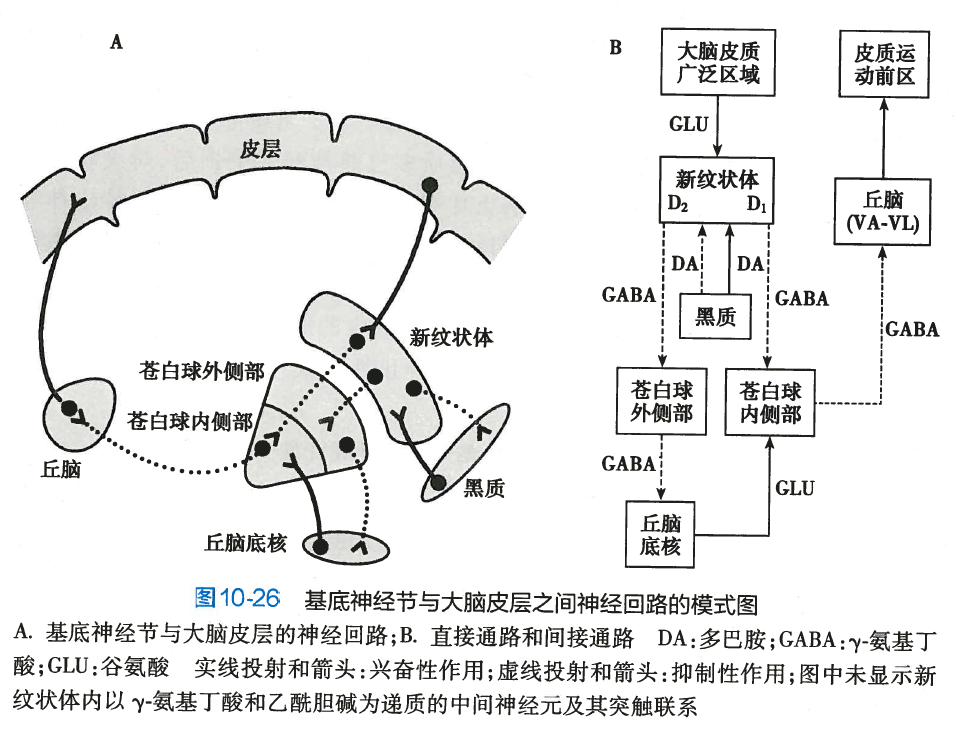 A
皮层
新纹状体
苍白球外侧部
苍白球内侧部
丘脑
黑质
丘脑底核
B
大脑皮质
广泛区域
皮质运
动前区
GLU
新纹状体
D₂ D₁
丘脑
(VA-VL)
DA DA
GABA GABA
黑质
GABA
苍白球
外侧部
苍白球
内侧部
GABA
GLU
丘脑
底核
图10-26 基底神经节与大脑皮层之间神经回路的模式图
A. 基底神经节与大脑皮层的神经回路;B. 直接通路和间接通路 DA:多巴胺;GABA:γ-氨基丁
酸;GLU:谷氨酸 实线投射和箭头:兴奋性作用;虚线投射和箭头:抑制性作用;图中未显示新
纹状体内以 γ-氨基丁酸和乙酰胆碱为递质的中间神经元及其突触联系